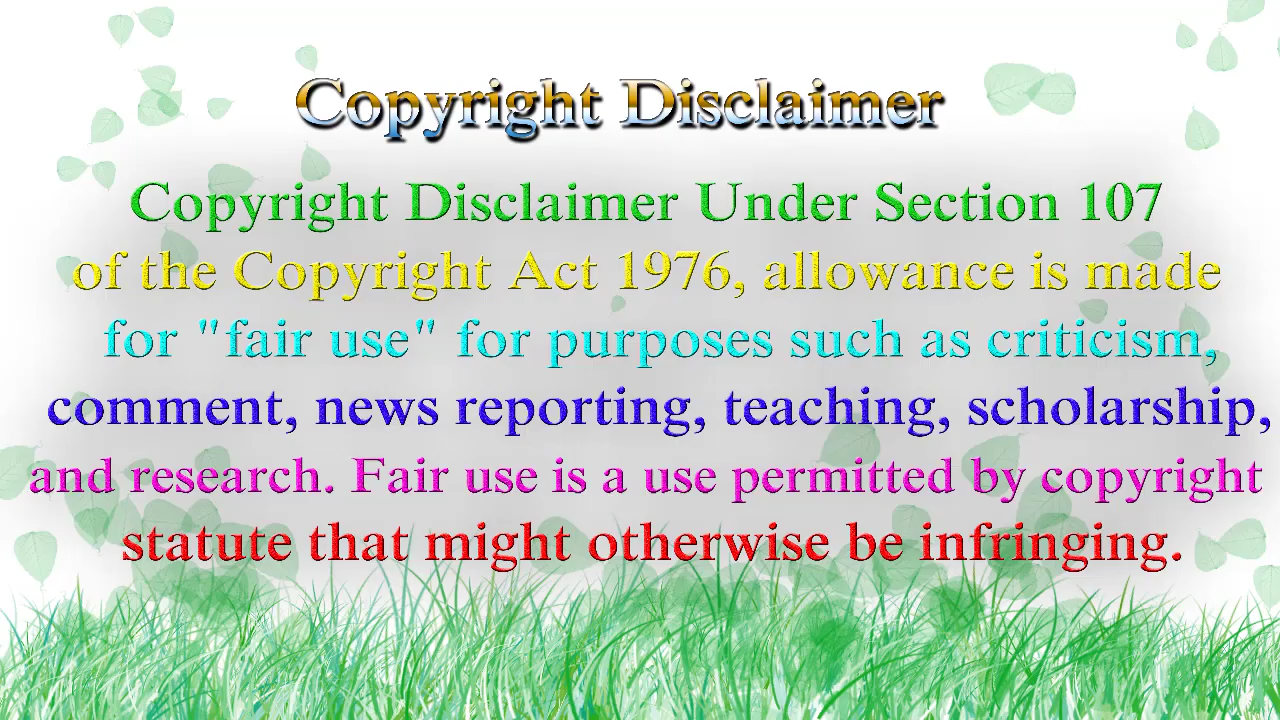 Copyright Disclaimer
Copyright Disclaimer Under Section 107
of the Copyright Act 1976, allowance is made
for "fair use" for purposes such as criticism,
comment, news reporting, teaching, scholarship,
and research. Fair use is a use permitted by copyright
statute that might otherwise be infringing.